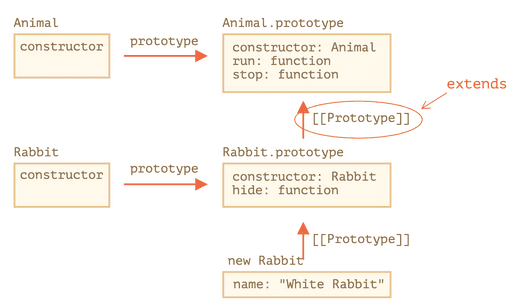 Animal
Animal.prototype
constructor
prototype
constructor: Animal
run: function
stop: function
extends
[[Prototype]]
Rabbit
Rabbit.prototype
constructor
prototype
constructor: Rabbit
hide: function
[[Prototype]]
new Rabbit
name: "White Rabbit"